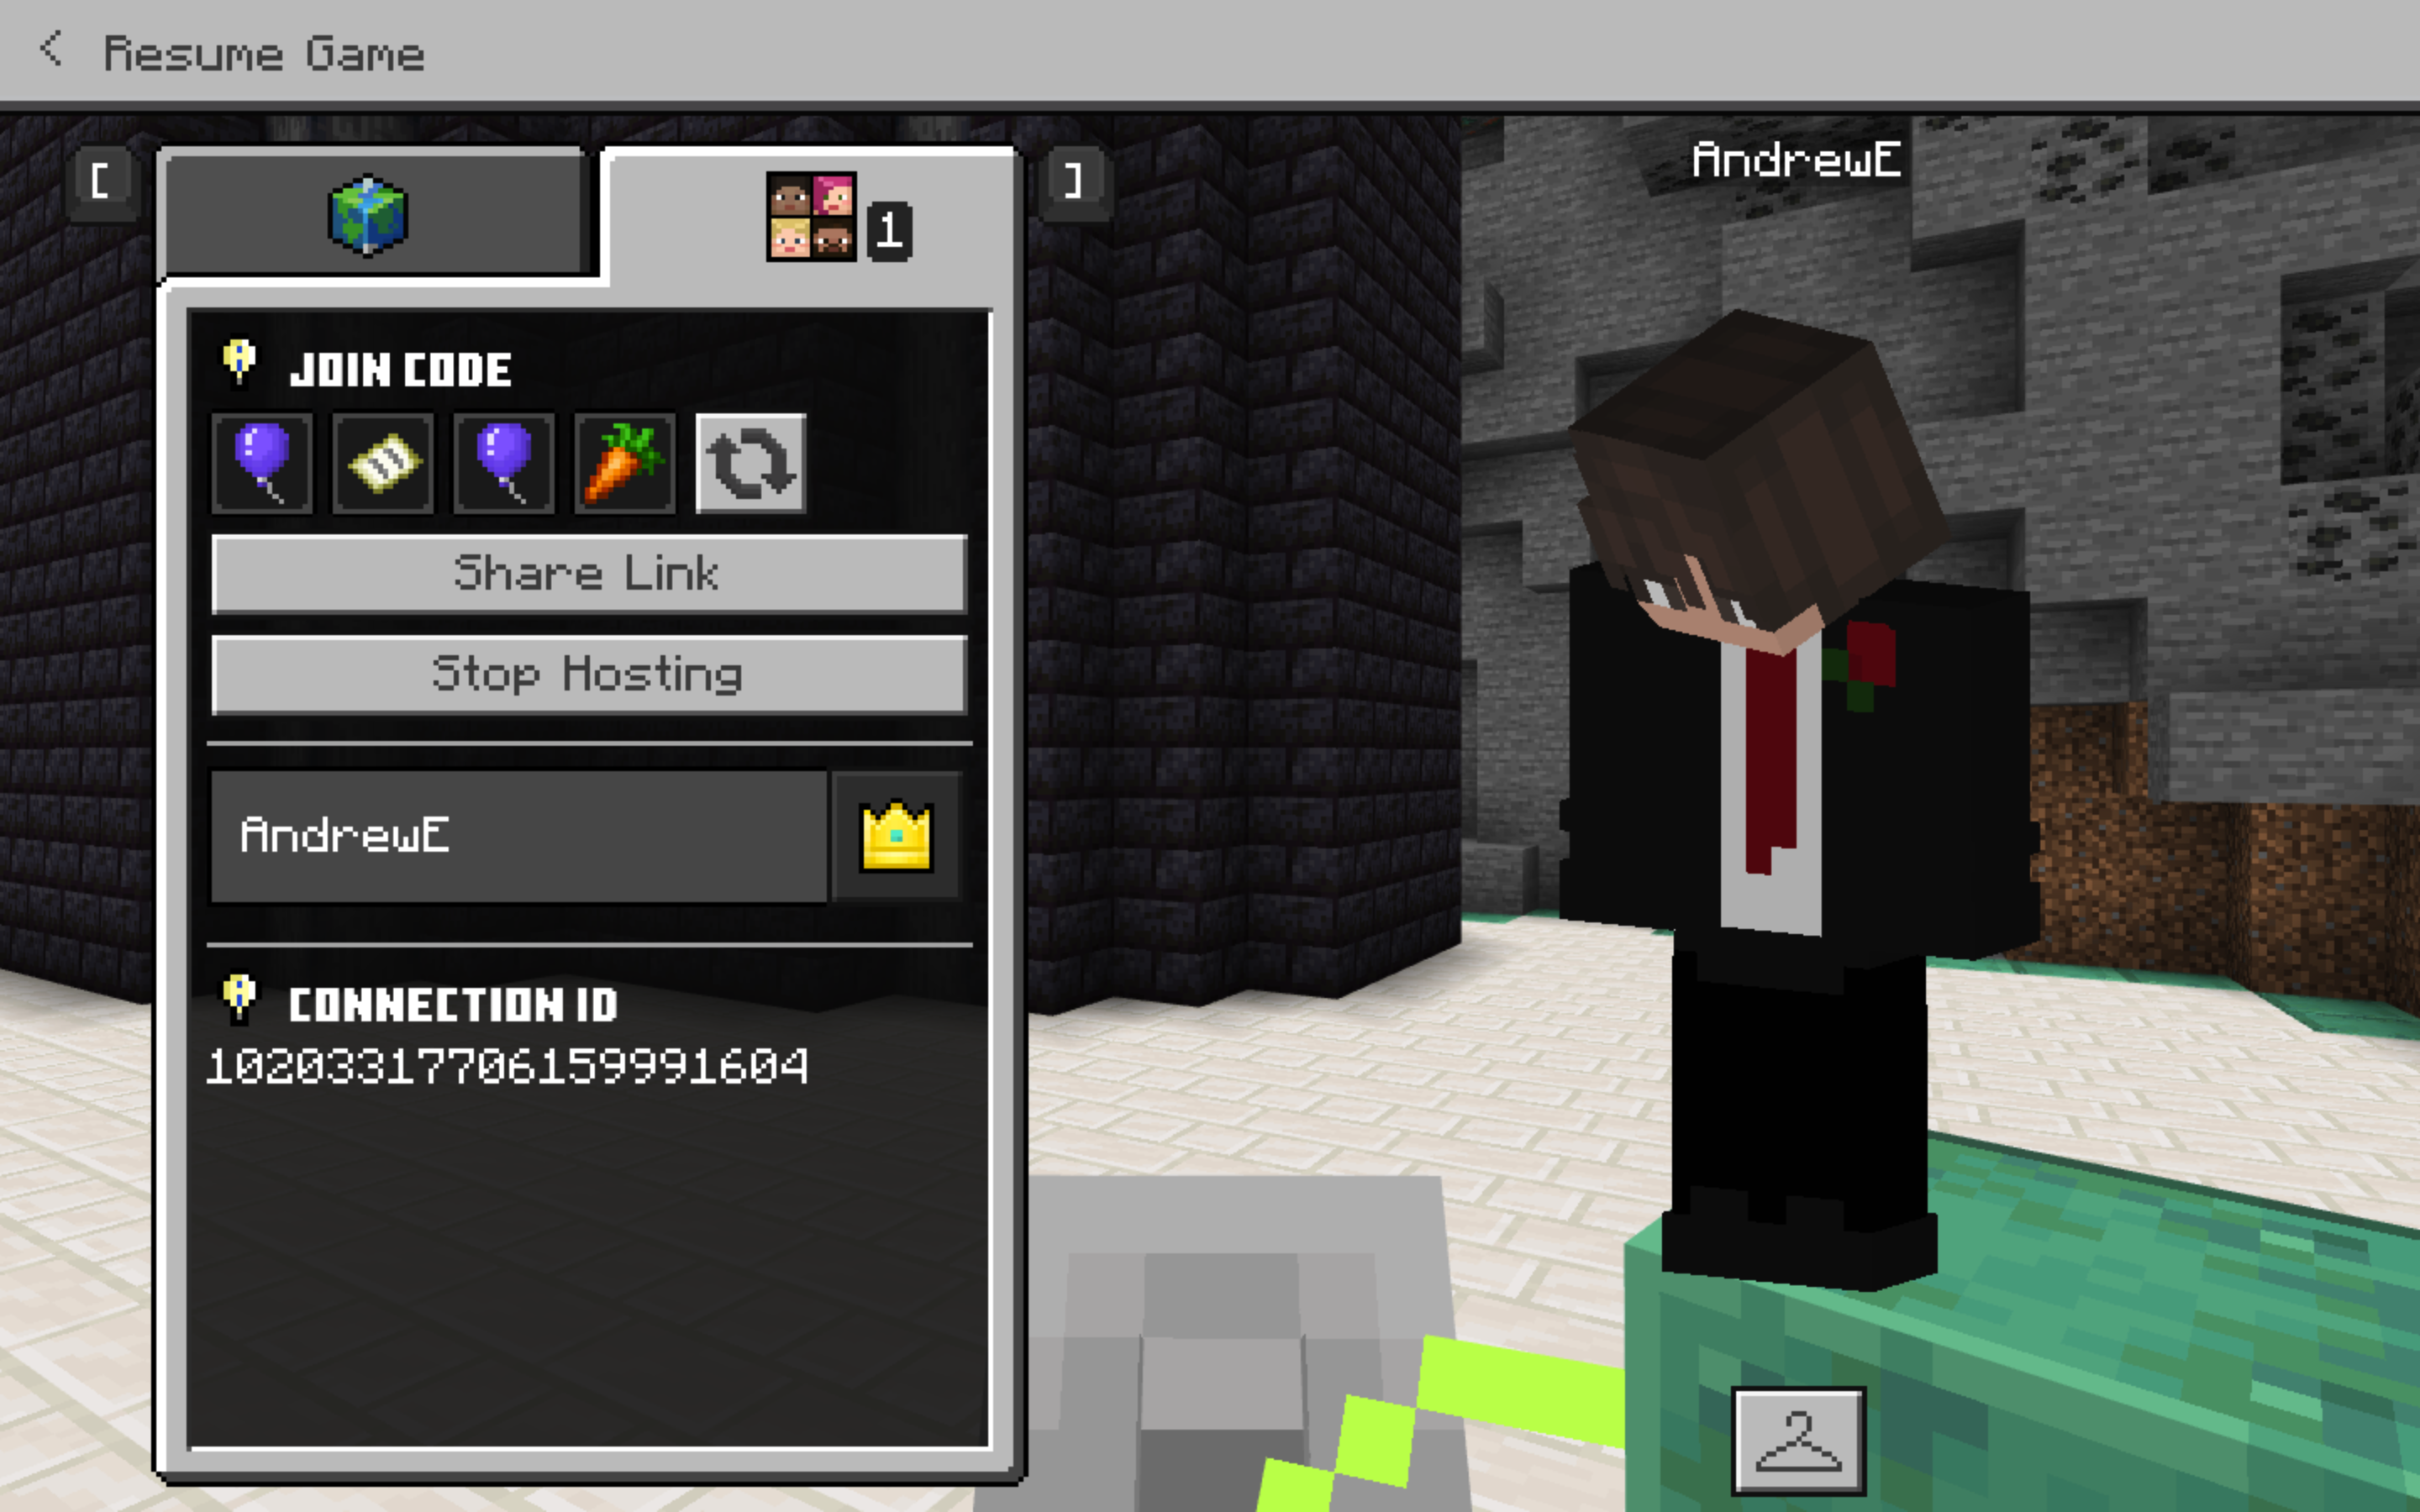 < Resume Game
[
1
]
AndrewE
JOIN CODE
Share Link
Stop Hosting
AndrewE
CONNECTION ID
10203317706159991604